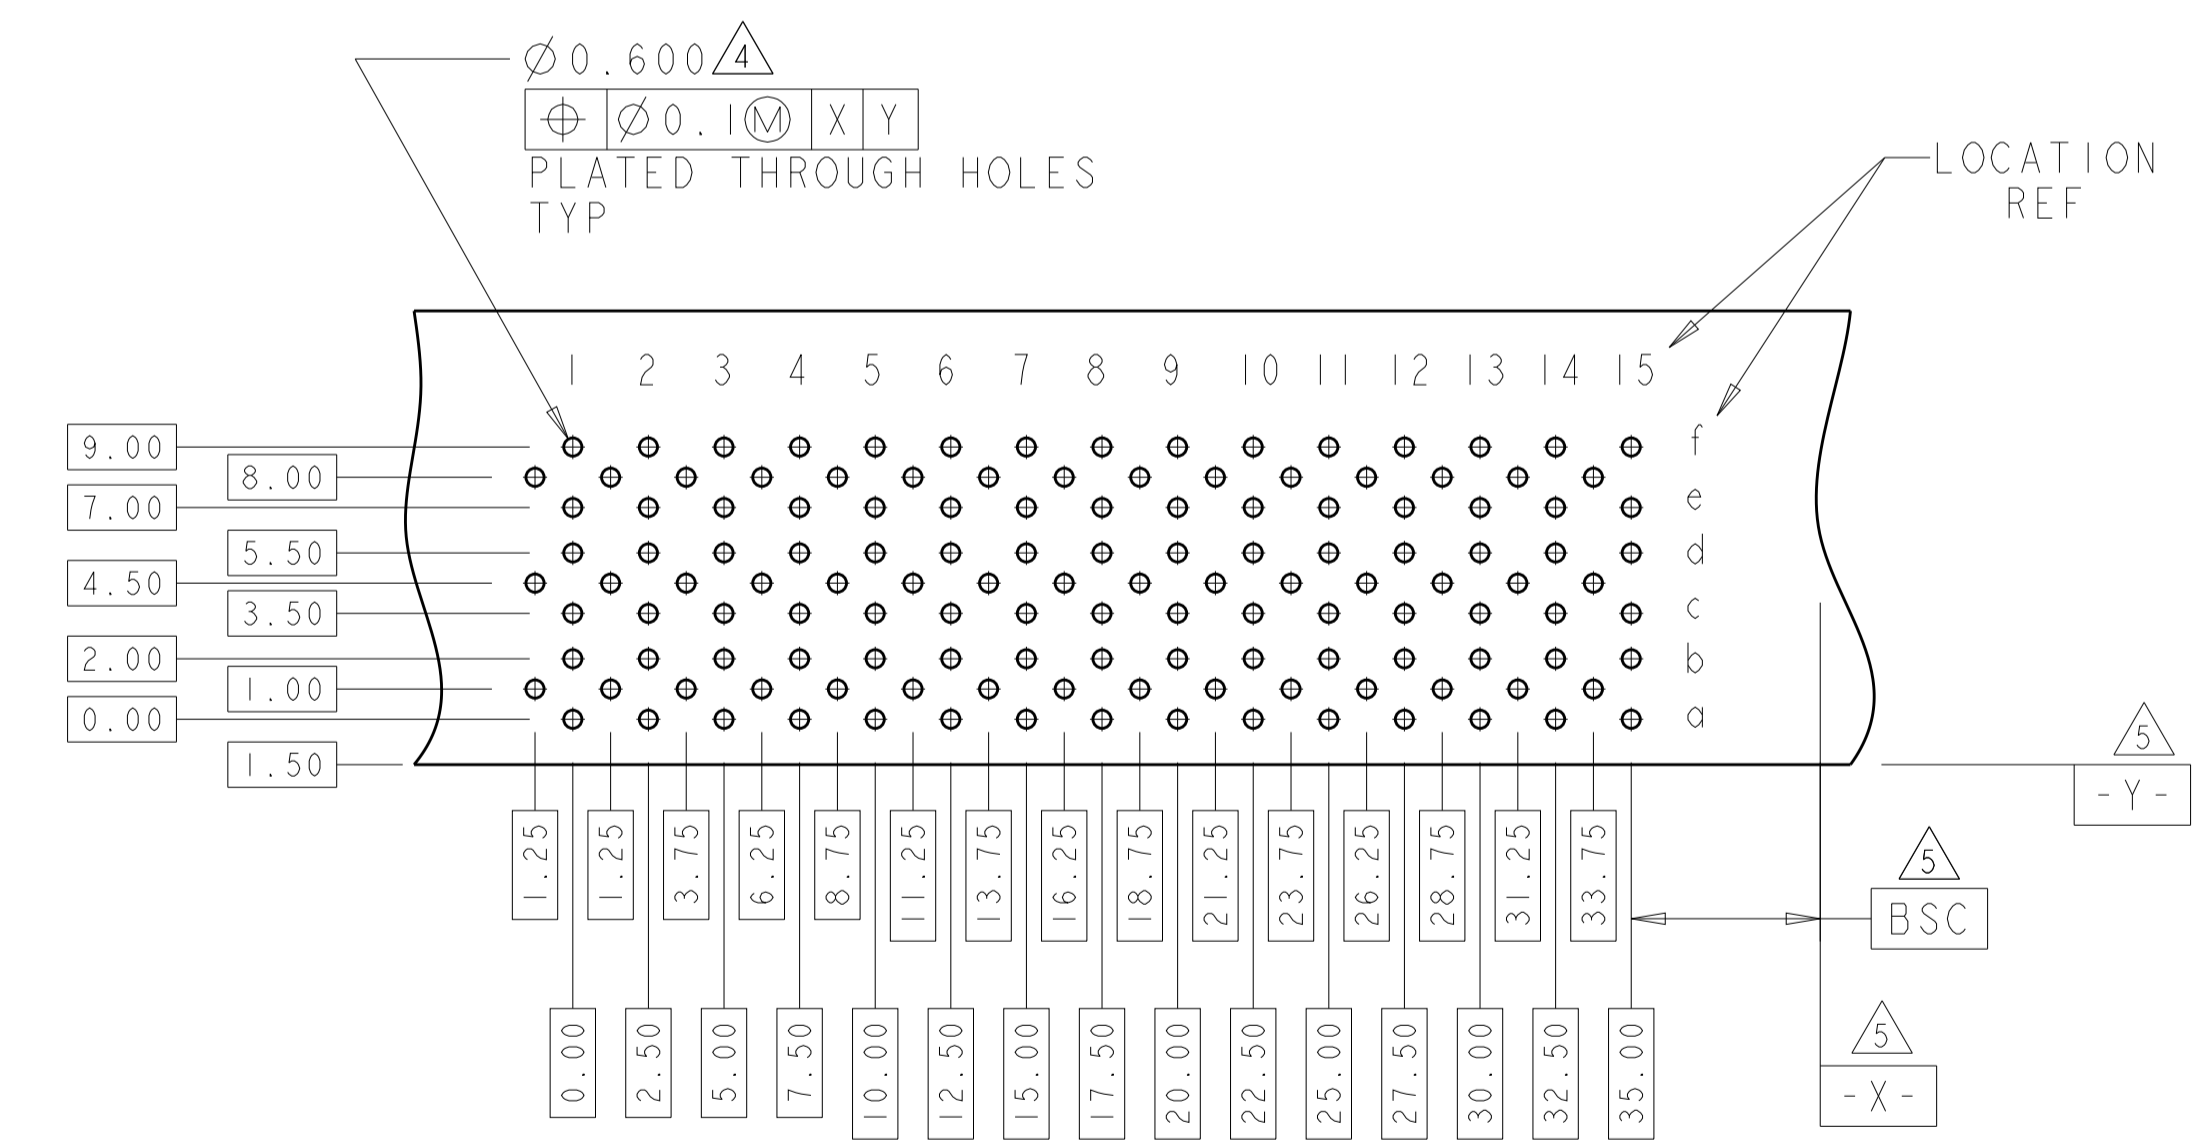 Ø0.600 4
⌖ Ø0.1 Ⓜ X Y
PLATED THROUGH HOLES
TYP
LOCATION
REF
1 2 3 4 5 6 7 8 9 10 11 12 13 14 15
9.00
f
8.00
7.00
e
5.50
d
4.50
3.50
c
2.00
b
1.00
0.00
a
1.50
5
-Y-
1.25 1.25 3.75 6.25 8.75 11.25 13.75 16.25 18.75 21.25 23.75 26.25 28.75 31.25 33.75
5
BSC
0.00 2.50 5.00 7.50 10.00 12.50 15.00 17.50 20.00 22.50 25.00 27.50 30.00 32.50 35.00
5
-X-